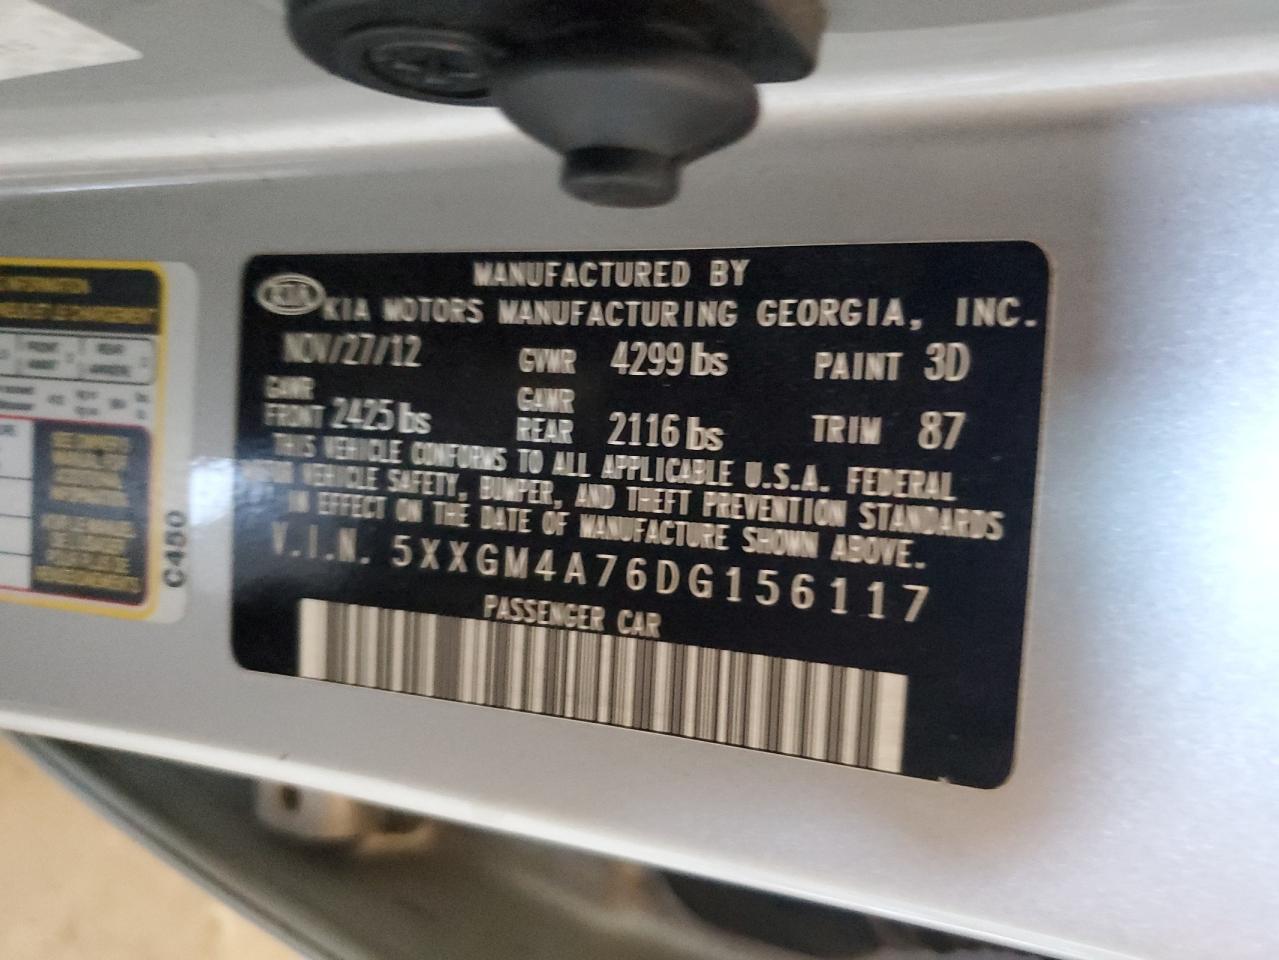 MANUFACTURED BY
KIA KIA MOTORS MANUFACTURING GEORGIA, INC.
NOV/27/12 GVWR 4299 lbs PAINT 3D
GAWR GAWR
FRONT 2425 lbs REAR 2116 lbs TRIM 87
THIS VEHICLE CONFORMS TO ALL APPLICABLE U.S.A. FEDERAL
MOTOR VEHICLE SAFETY, BUMPER, AND THEFT PREVENTION STANDARDS
IN EFFECT ON THE DATE OF MANUFACTURE SHOWN ABOVE.
V.I.N. 5XXGM4A76DG156117
PASSENGER CAR
C450